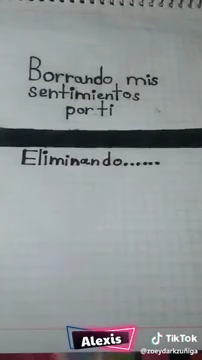 Borrando mis
sentimientos
por ti
Eliminando......
Alexis
TikTok
@zoeydarkzuñiga